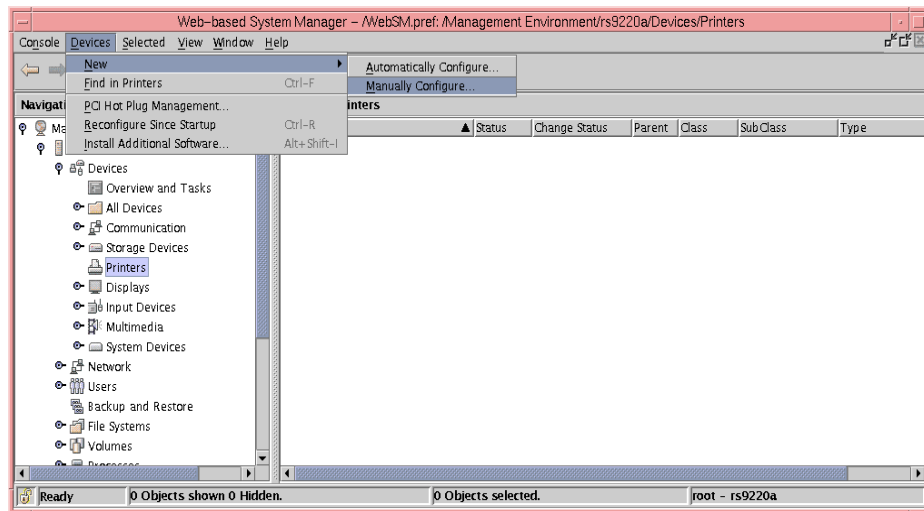 Web-based System Manager - /WebSM.pref: /Management Environment/rs9220a/Devices/Printers
Console Devices Selected View Window Help
New
Find in Printers Ctrl-F
PCI Hot Plug Management...
Reconfigure Since Startup Ctrl-R
Install Additional Software... Alt+Shift-I
Automatically Configure...
Manually Configure...
Status Change Status Parent Class SubClass Type
Devices
Overview and Tasks
All Devices
Communication
Storage Devices
Printers
Displays
Input Devices
Multimedia
System Devices
Network
Users
Backup and Restore
File Systems
Volumes
Ready 0 Objects shown 0 Hidden. 0 Objects selected. root - rs9220a